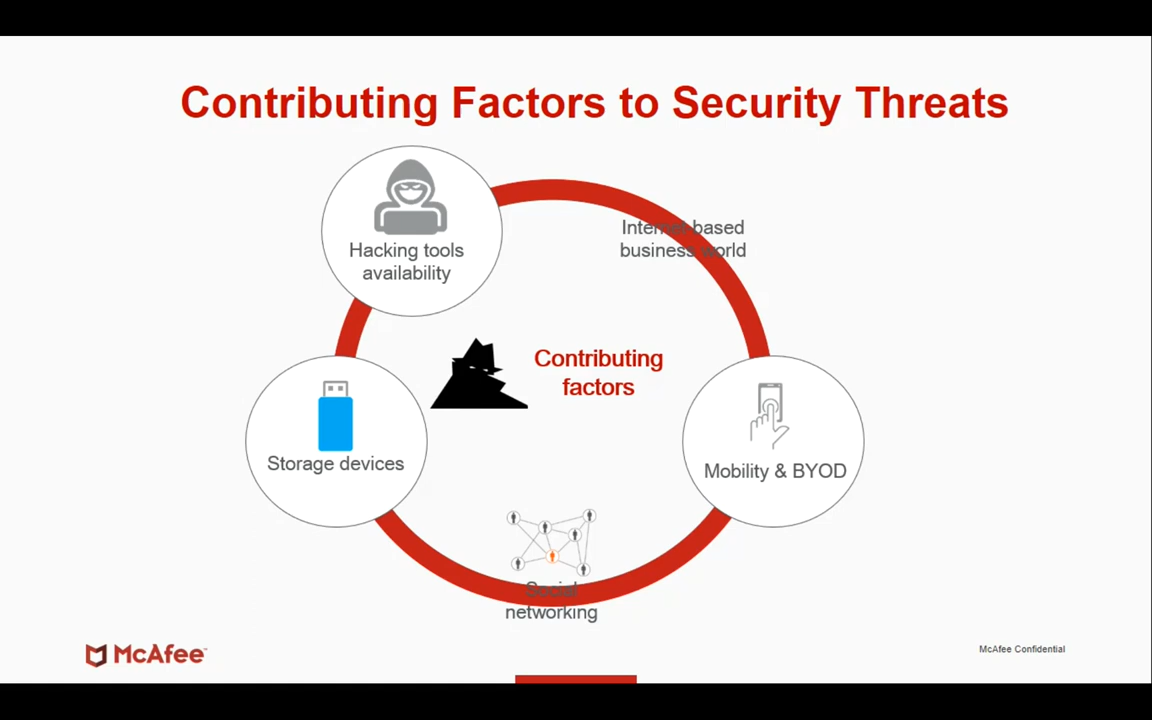 Contributing Factors to Security Threats
Hacking tools
availability
Internet based
business world
Contributing
factors
Storage devices
Mobility & BYOD
Social
networking
McAfee™
McAfee Confidential